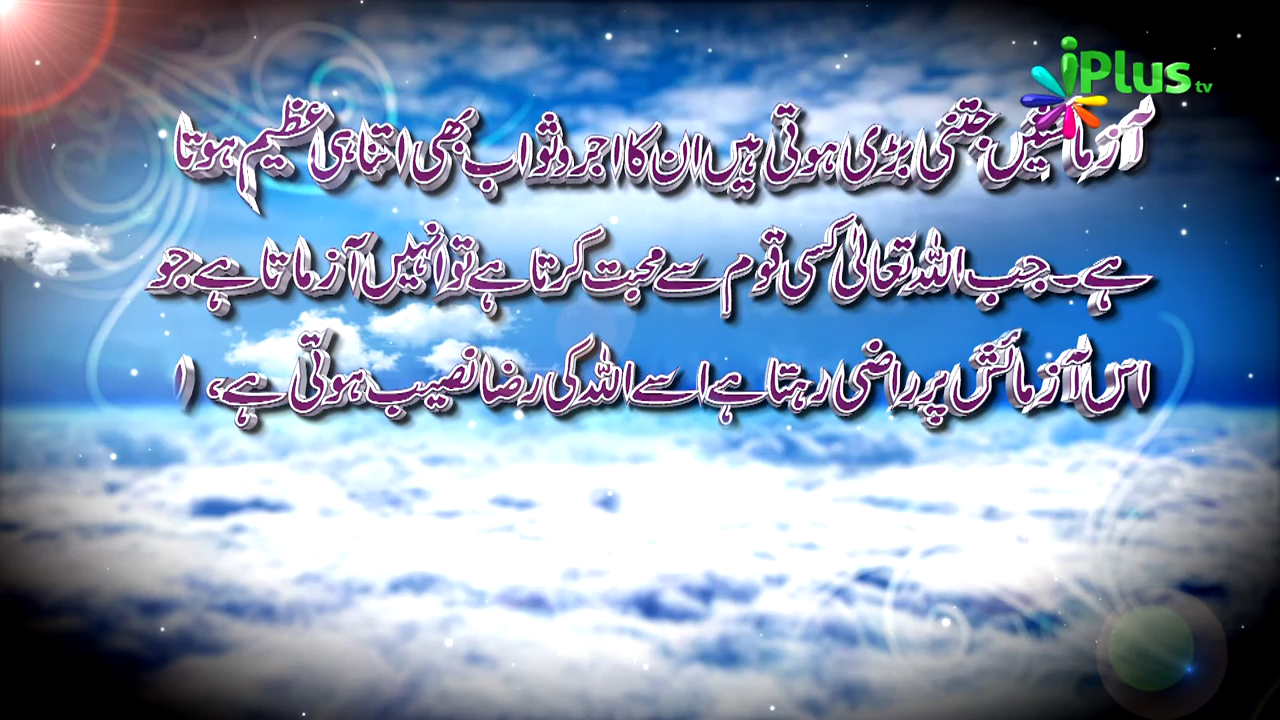 iPlus tv
آزمائشیں جتنی بڑی ہوتی ہیں ان کا اجر و ثواب بھی اتنا ہی عظیم ہوتا
ہے۔ جب اللہ تعالیٰ کسی قوم سے محبت کرتا ہے تو انہیں آزماتا ہے جو
اس آزمائش پر راضی رہتا ہے اسے اللہ کی رضا نصیب ہوتی ہے،